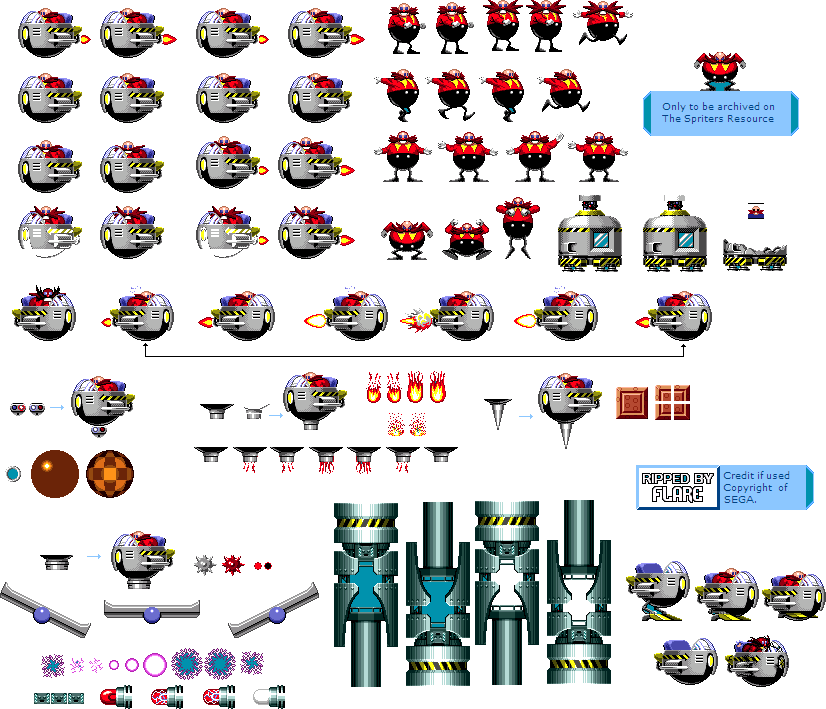 Only to be archived on
The Spriters Resource
RIPPED BY
FLARE
Credit if used
Copyright of
SEGA.